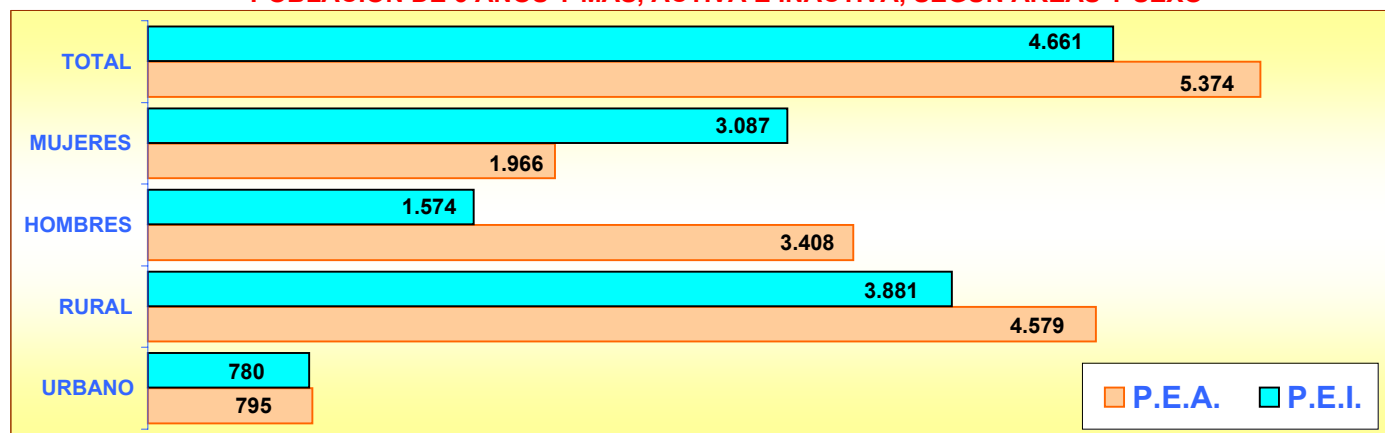 TOTAL
4.661
5.374
MUJERES
3.087
1.966
HOMBRES
1.574
3.408
RURAL
3.881
4.579
URBANO
780
795
P.E.A. P.E.I.